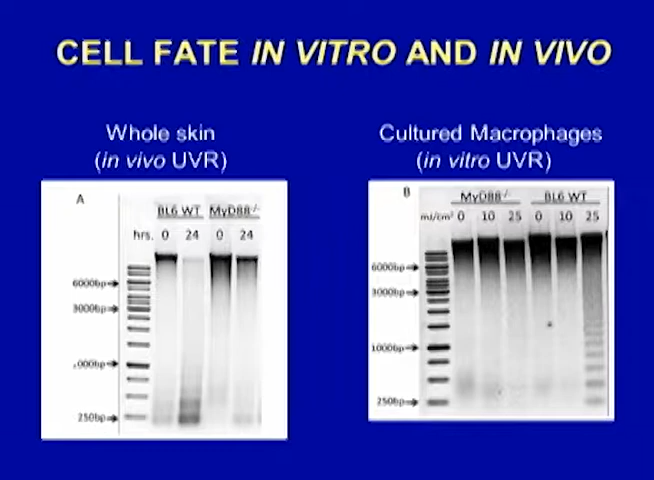 CELL FATE IN VITRO AND IN VIVO
Whole skin
(in vivo UVR)
Cultured Macrophages
(in vitro UVR)
A
BL6 WT MyD88-/-
hrs. 0 24 0 24
6000bp
3000bp
1000bp
250bp
B
MyD88-/- BL6 WT
mJ/cm² 0 10 25 0 10 25
6000bp
3000bp
1000bp
250bp